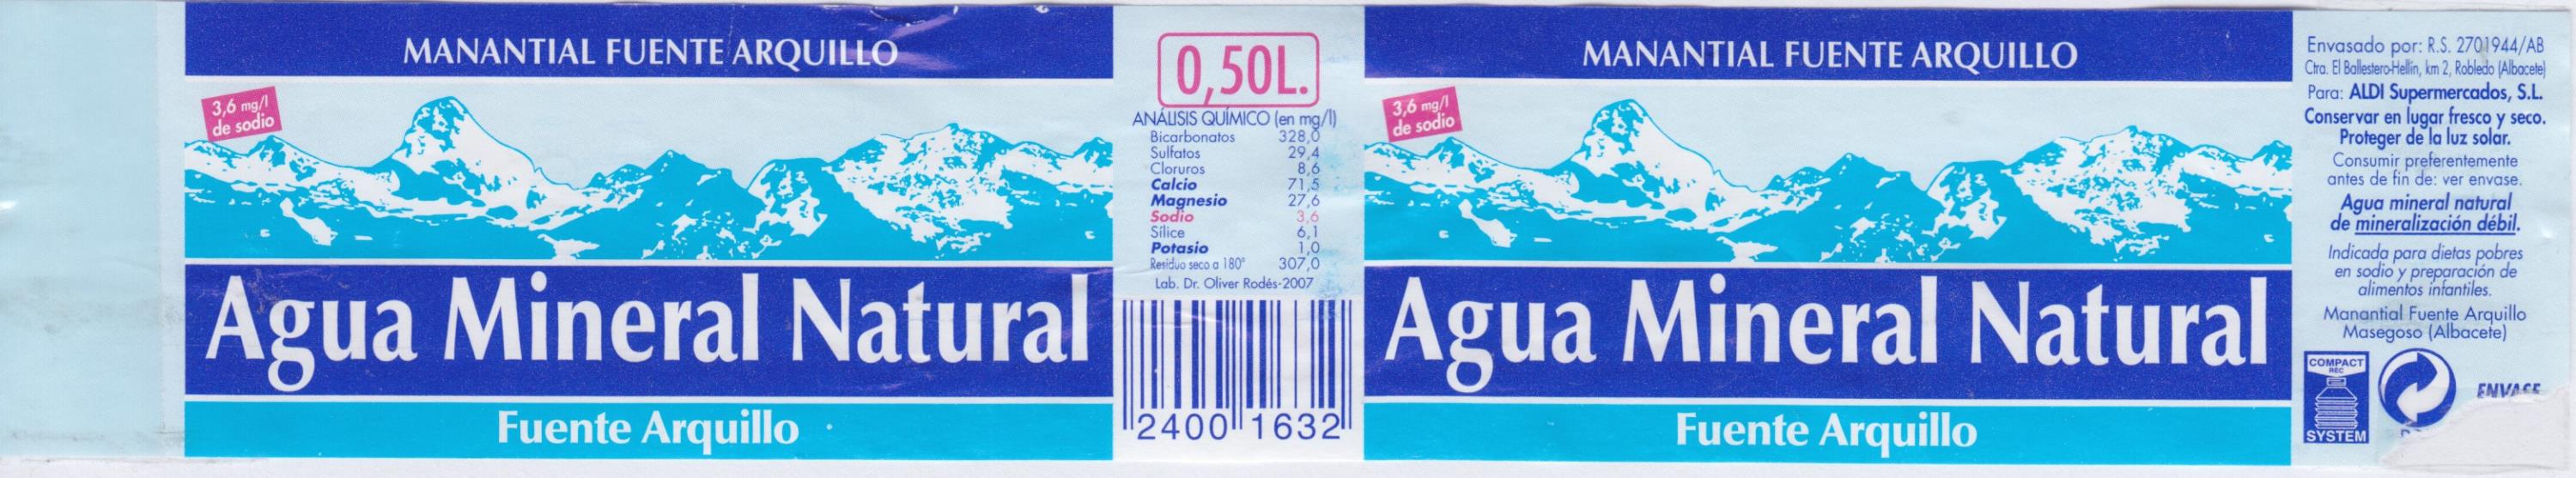 MANANTIAL FUENTE ARQUILLO
3,6 mg/l
de sodio
Agua Mineral Natural
Fuente Arquillo
0,50L.
ANÁLISIS QUÍMICO (en mg/l)
Bicarbonatos 328,0
Sulfatos 29,4
Cloruros 8,6
Calcio 71,5
Magnesio 27,6
Sodio 3,6
Sílice 6,1
Potasio 1,0
Residuo seco a 180° 307,0
Lab. Dr. Oliver Rodés-2007
2400 1632
MANANTIAL FUENTE ARQUILLO
3,6 mg/l
de sodio
Agua Mineral Natural
Fuente Arquillo
Envasado por: R.S. 2701944/AB
Ctra. El Ballestero-Hellín, km 2, Robledo (Albacete)
Para: ALDI Supermercados, S.L.
Conservar en lugar fresco y seco.
Proteger de la luz solar.
Consumir preferentemente
antes de fin de: ver envase.
Agua mineral natural
de mineralización débil.
Indicada para dietas pobres
en sodio y preparación de
alimentos infantiles.
Manantial Fuente Arquillo
Masegoso (Albacete)
COMPACT
REC
SYSTEM
ENVASE